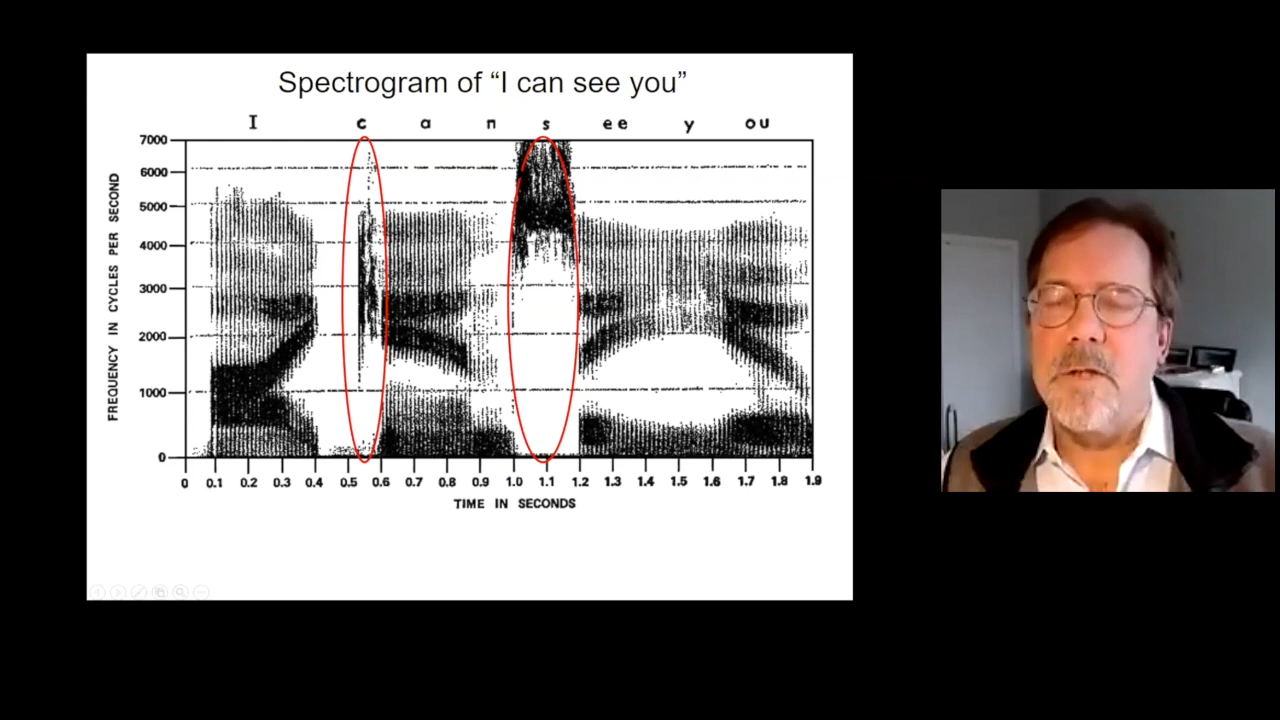 Spectrogram of “I can see you”
I c a n s ee y ou
7000
6000
5000
4000
3000
2000
1000
0
FREQUENCY IN CYCLES PER SECOND
0 0.1 0.2 0.3 0.4 0.5 0.6 0.7 0.8 0.9 1.0 1.1 1.2 1.3 1.4 1.5 1.6 1.7 1.8 1.9
TIME IN SECONDS